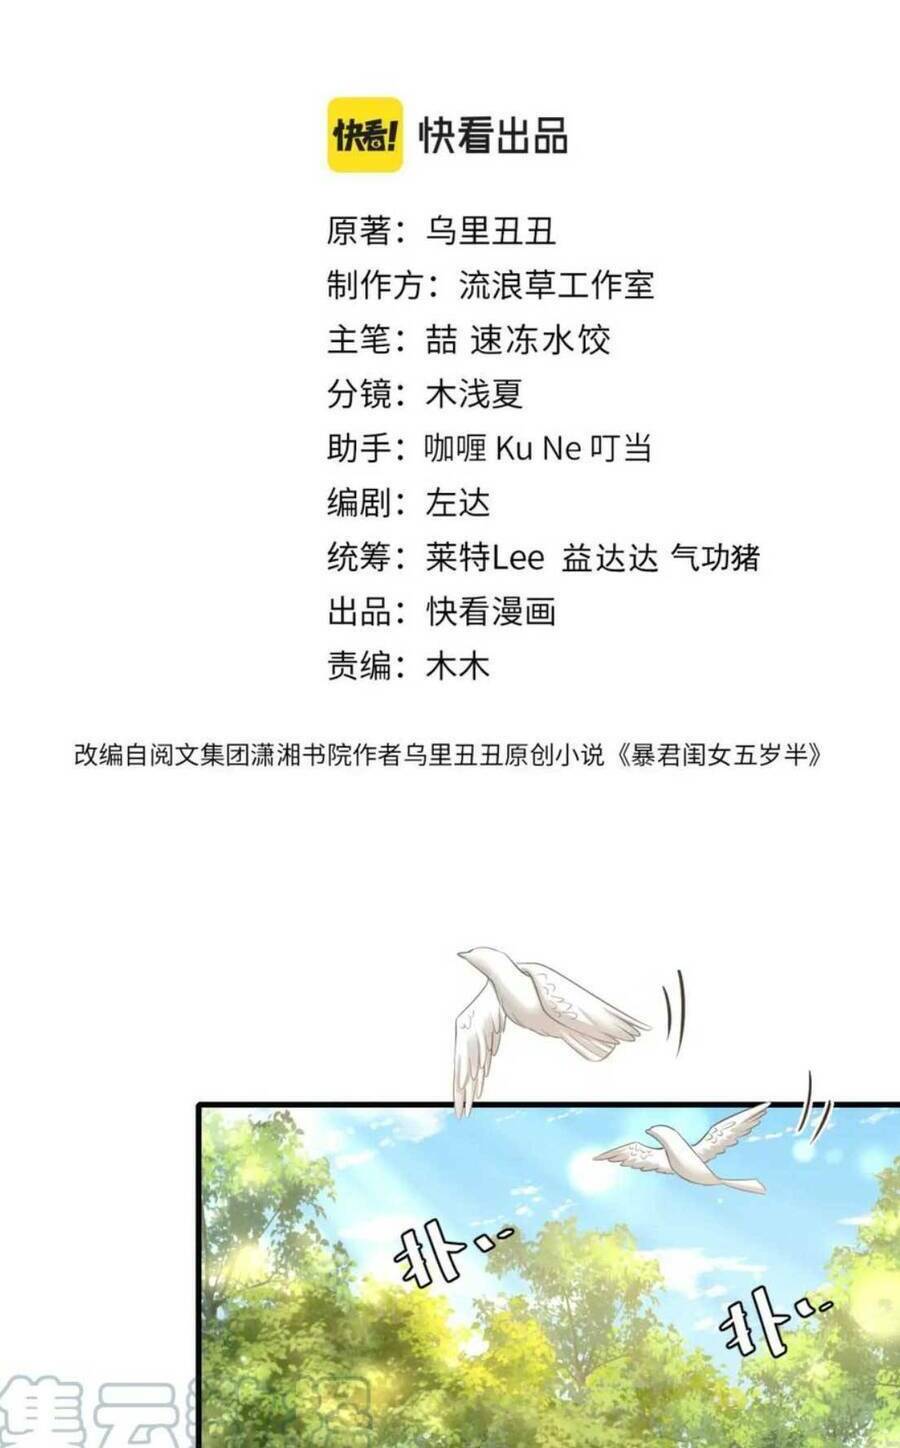 快看! 快看出品
原著：乌里丑丑
制作方：流浪草工作室
主笔：喆 速冻水饺
分镜：木浅夏
助手：咖喱 Ku Ne 叮当
编剧：左达
统筹：莱特Lee 益达达 气功猪
出品：快看漫画
责编：木木
改编自阅文集团潇湘书院作者乌里丑丑原创小说《暴君闺女五岁半》
扑
扑
集云